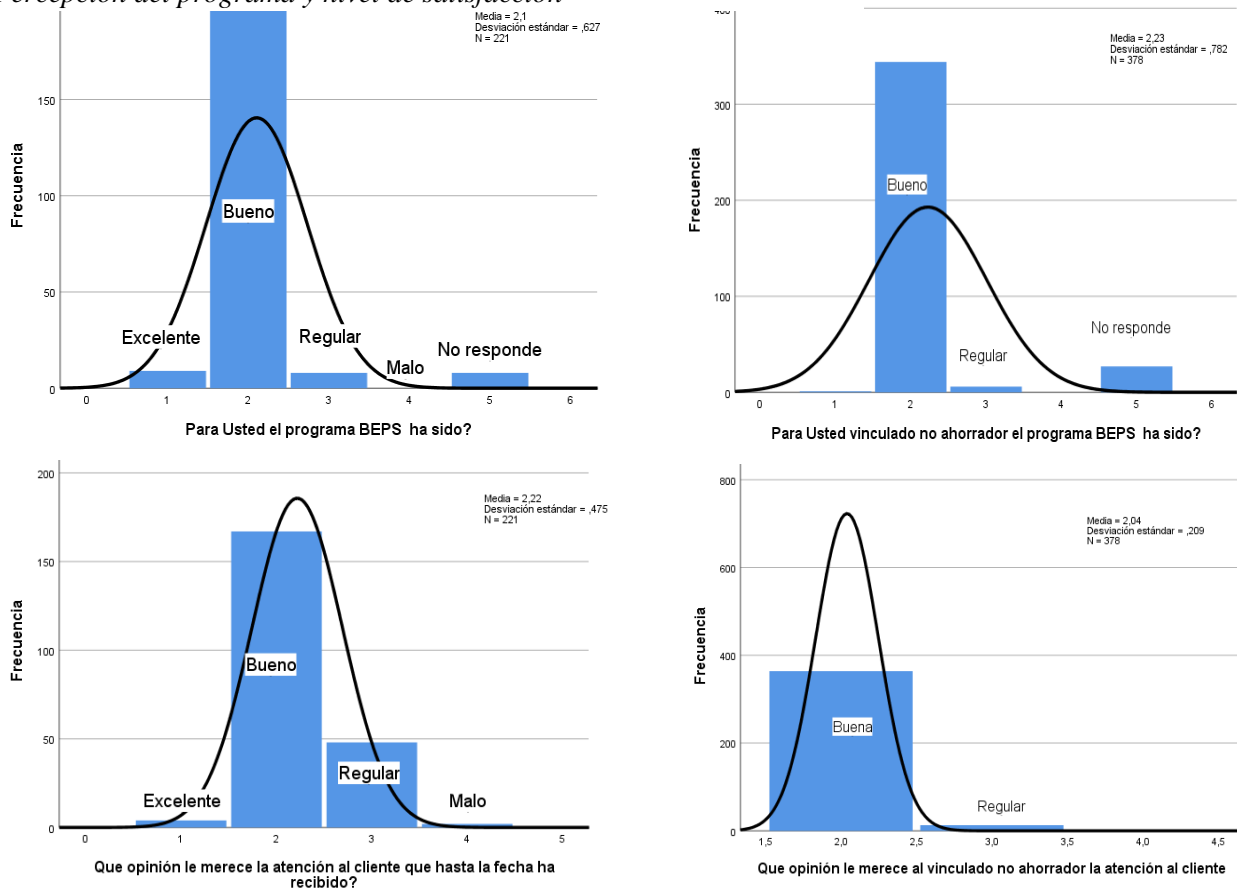 Percepción del programa y nivel de satisfacción
Media = 2,1
Desviación estándar = ,627
N = 221
150
100
50
0
Frecuencia
Excelente
Bueno
Regular
Malo
No responde
0 1 2 3 4 5 6
Para Usted el programa BEPS ha sido?
400
300
200
100
0
Frecuencia
Media = 2,23
Desviación estándar = ,782
N = 378
Bueno
Regular
No responde
0 1 2 3 4 5 6
Para Usted vinculado no ahorrador el programa BEPS ha sido?
200
150
100
50
0
Frecuencia
Media = 2,22
Desviación estándar = ,475
N = 221
Excelente
Bueno
Regular
Malo
0 1 2 3 4 5
Que opinión le merece la atención al cliente que hasta la fecha ha
recibido?
800
600
400
200
0
Frecuencia
Media = 2,04
Desviación estándar = ,209
N = 378
Buena
Regular
1,5 2,0 2,5 3,0 3,5 4,0 4,5
Que opinión le merece al vinculado no ahorrador la atención al cliente